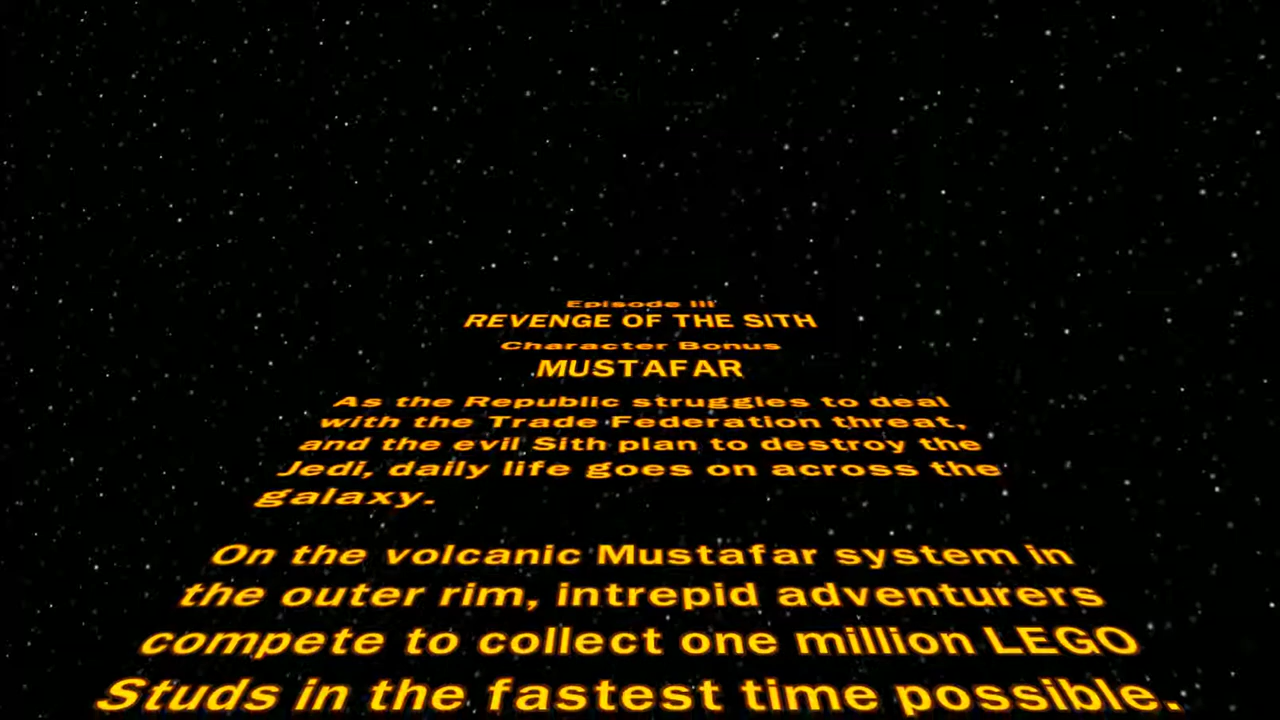 Episode III
REVENGE OF THE SITH
Character Bonus
MUSTAFAR
As the Republic struggles to deal
with the Trade Federation threat,
and the evil Sith plan to destroy the
Jedi, daily life goes on across the
galaxy.
On the volcanic Mustafar system in
the outer rim, intrepid adventurers
compete to collect one million LEGO
Studs in the fastest time possible.